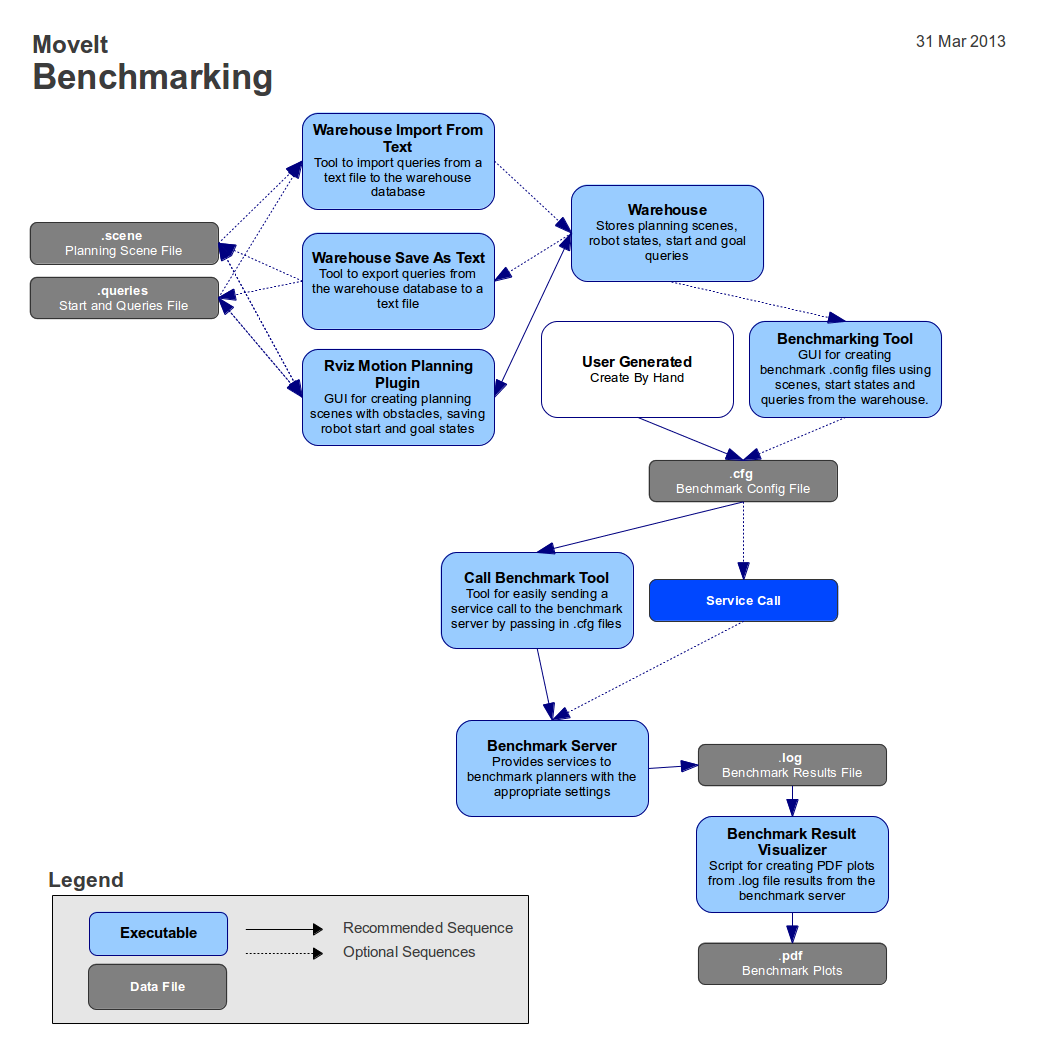 MoveIt
Benchmarking
31 Mar 2013
Warehouse Import From
Text
Tool to import queries from a
text file to the warehouse
database
.scene
Planning Scene File
.queries
Start and Queries File
Warehouse Save As Text
Tool to export queries from
the warehouse database to a
text file
Warehouse
Stores planning scenes,
robot states, start and goal
queries
Rviz Motion Planning
Plugin
GUI for creating planning
scenes with obstacles, saving
robot start and goal states
User Generated
Create By Hand
Benchmarking Tool
GUI for creating
benchmark .config files using
scenes, start states and
queries from the warehouse.
.cfg
Benchmark Config File
Call Benchmark Tool
Tool for easily sending a
service call to the benchmark
server by passing in .cfg files
Service Call
Benchmark Server
Provides services to
benchmark planners with the
appropriate settings
.log
Benchmark Results File
Benchmark Result
Visualizer
Script for creating PDF plots
from .log file results from the
benchmark server
.pdf
Benchmark Plots
Legend
Executable
Data File
Recommended Sequence
Optional Sequences